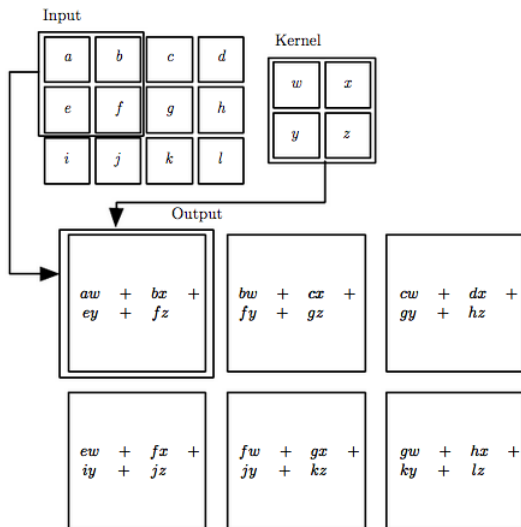 Input
a b c d
e f g h
i j k l
Kernel
w x
y z
Output
aw + bx +
ey + fz
bw + cx +
fy + gz
cw + dx +
gy + hz
ew + fx +
iy + jz
fw + gx +
jy + kz
gw + hx +
ky + lz